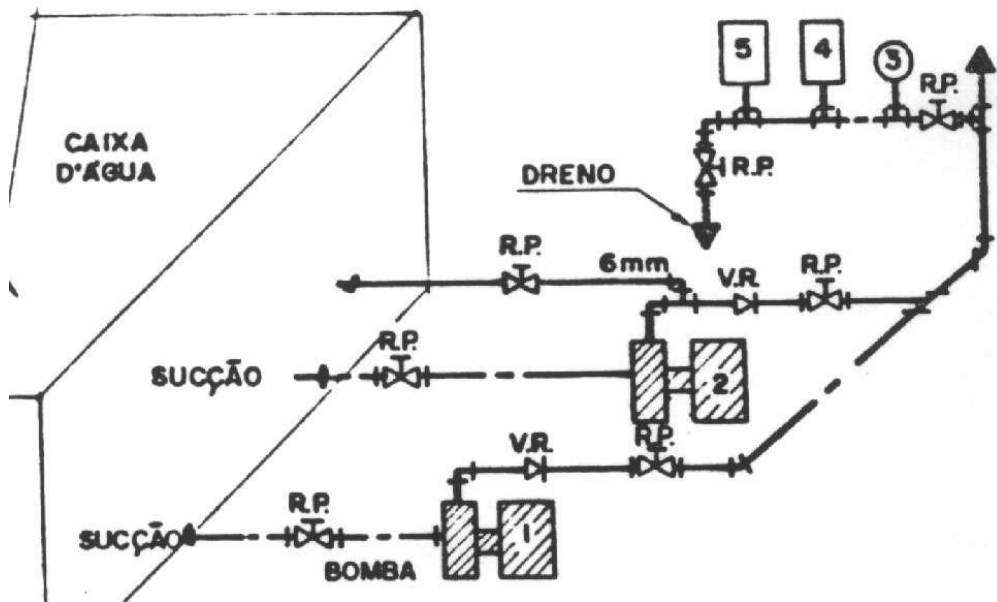 5
4
3
R.P.
CAIXA
D'ÁGUA
R.P.
DRENO
R.P.
6mm
V.R.
R.P.
R.P.
SUCÇÃO
2
V.R.
R.P.
R.P.
SUCÇÃO
1
BOMBA